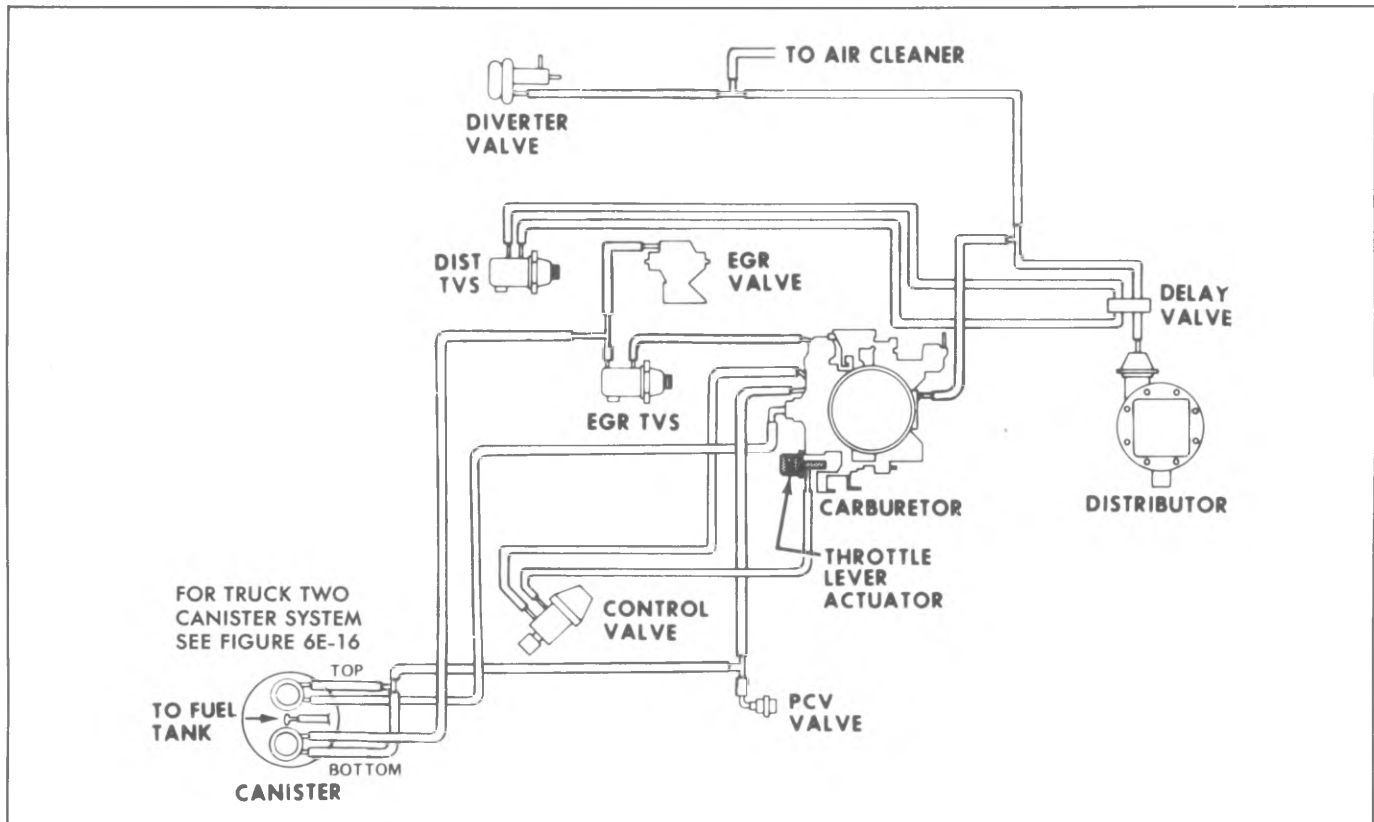 TO AIR CLEANER
DIVERTER
VALVE
DIST
TVS
EGR
VALVE
DELAY
VALVE
EGR TVS
CARBURETOR
DISTRIBUTOR
THROTTLE
LEVER
ACTUATOR
CONTROL
VALVE
FOR TRUCK TWO
CANISTER SYSTEM
SEE FIGURE 6E-16
TOP
TO FUEL
TANK
PCV
VALVE
BOTTOM
CANISTER